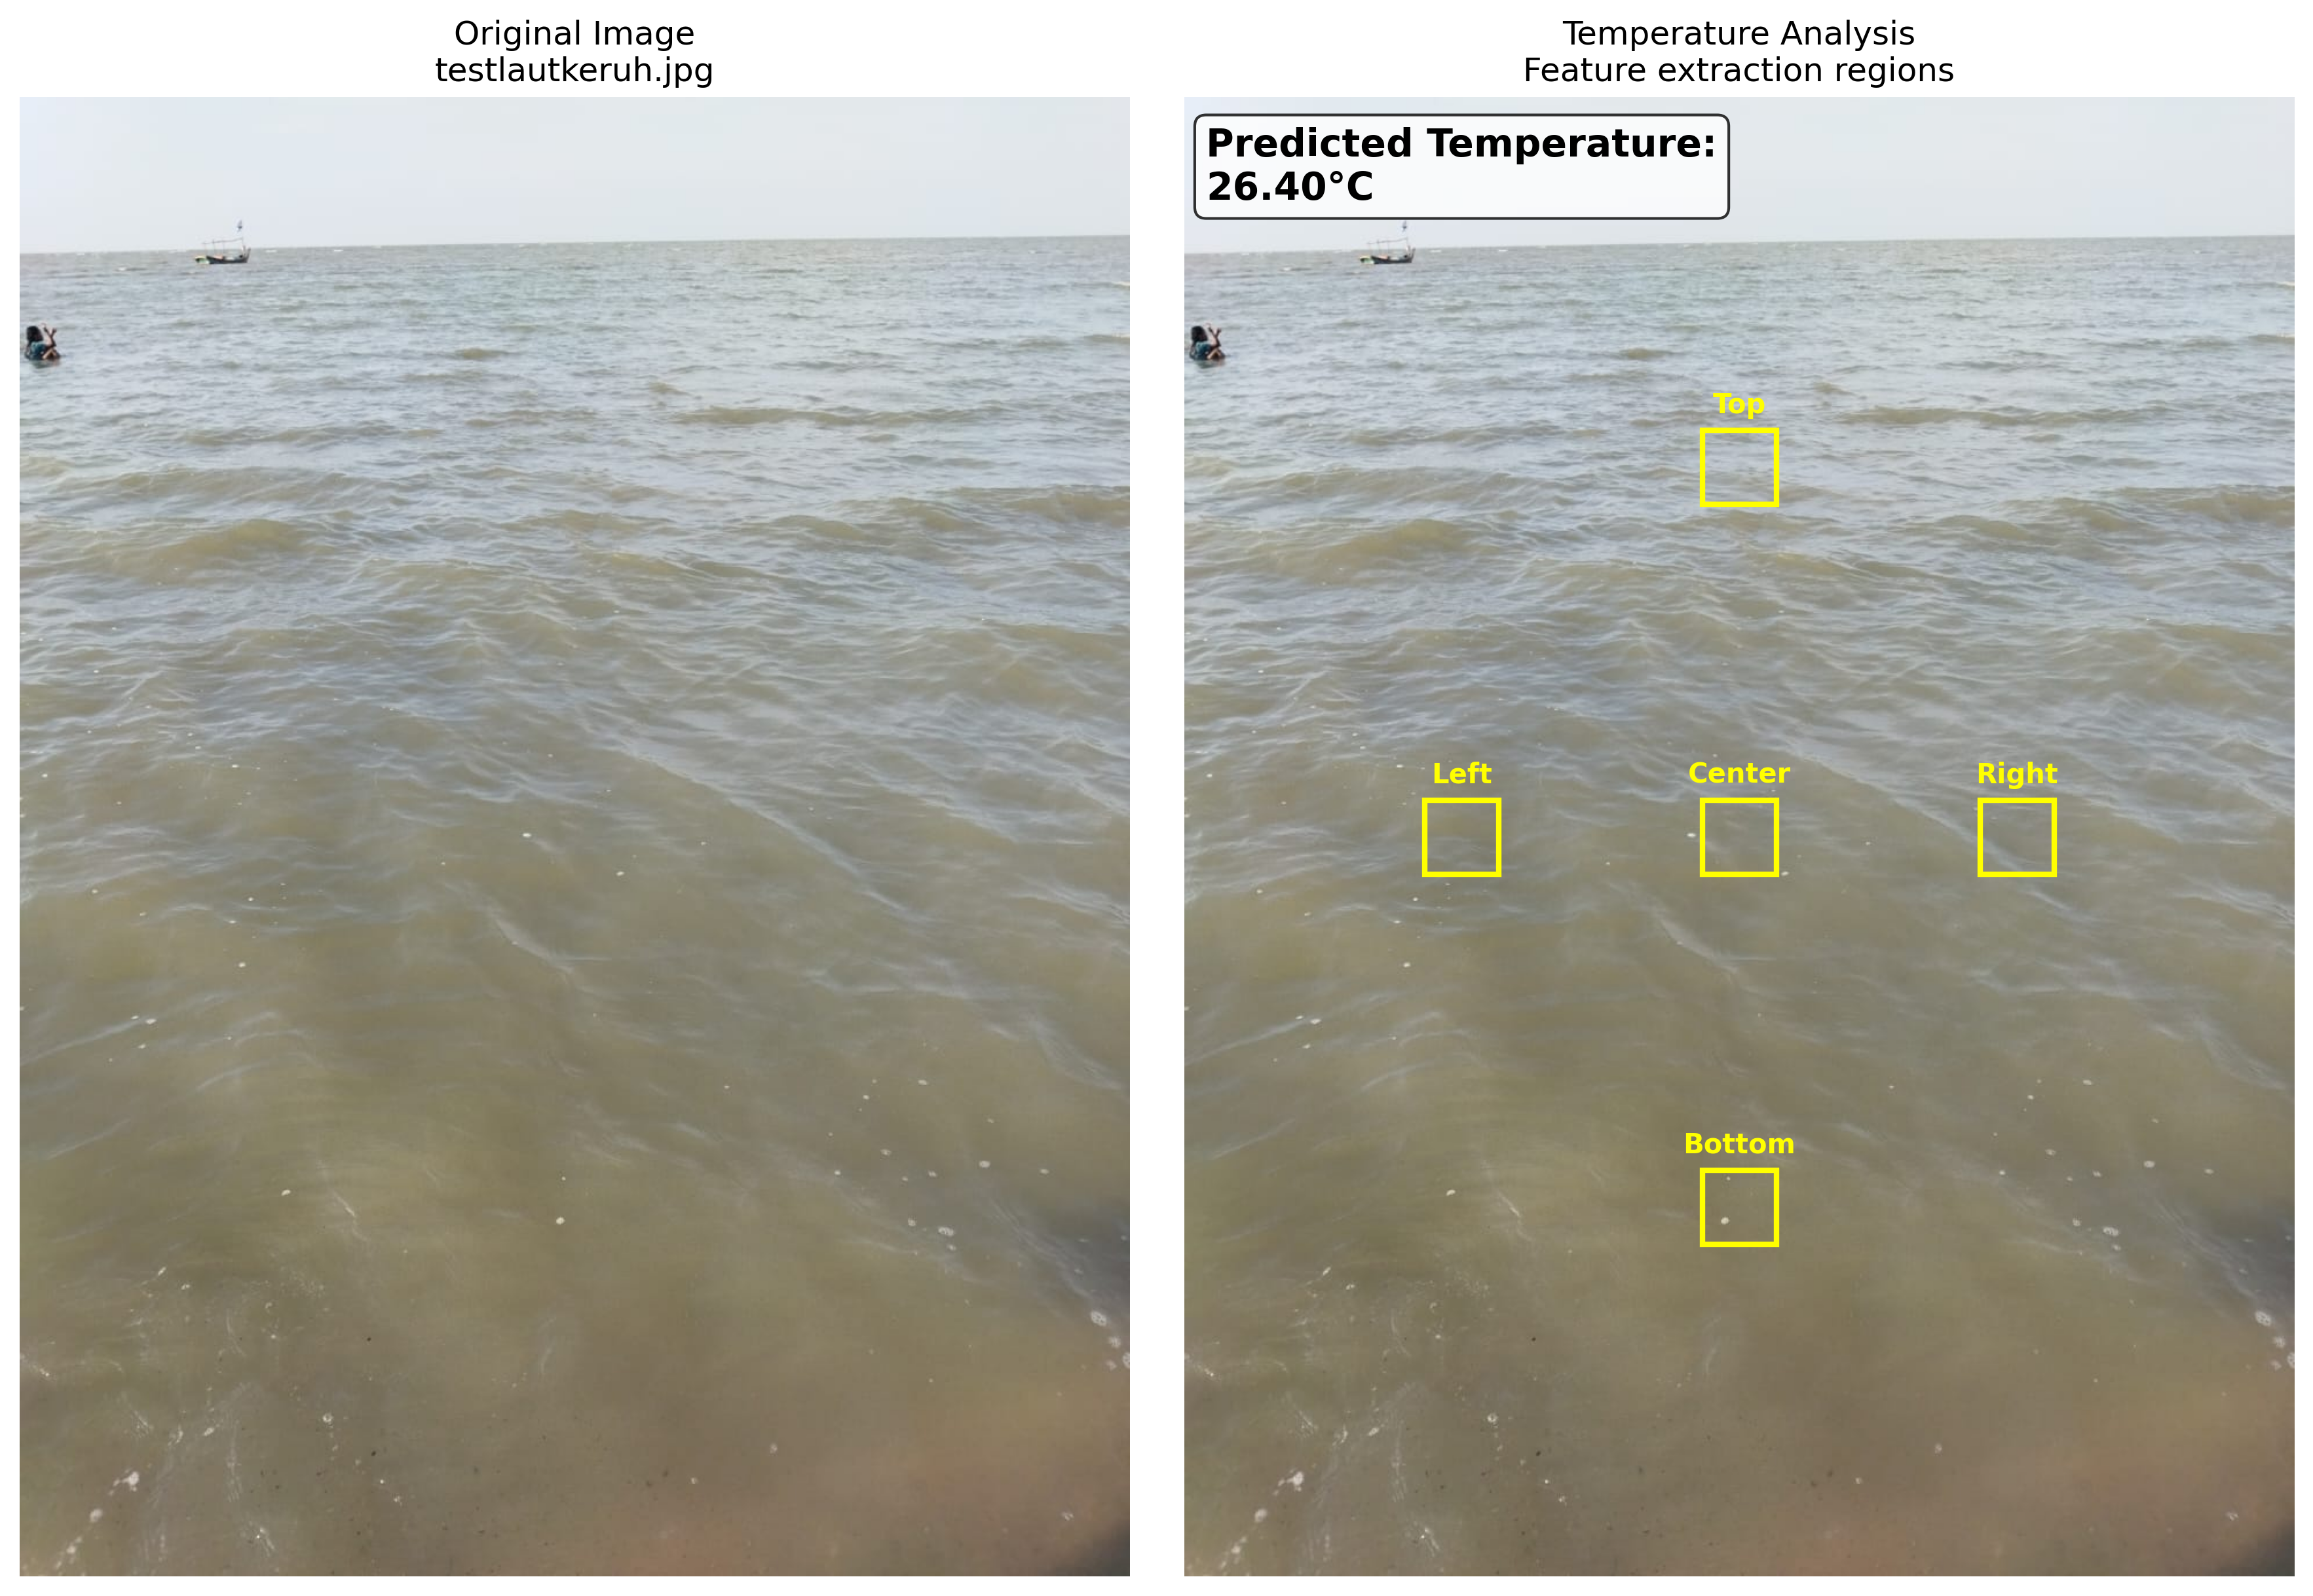 Original Image
testlautkeruh.jpg
Temperature Analysis
Feature extraction regions
Predicted Temperature:
26.40°C
Top
Left
Center
Right
Bottom